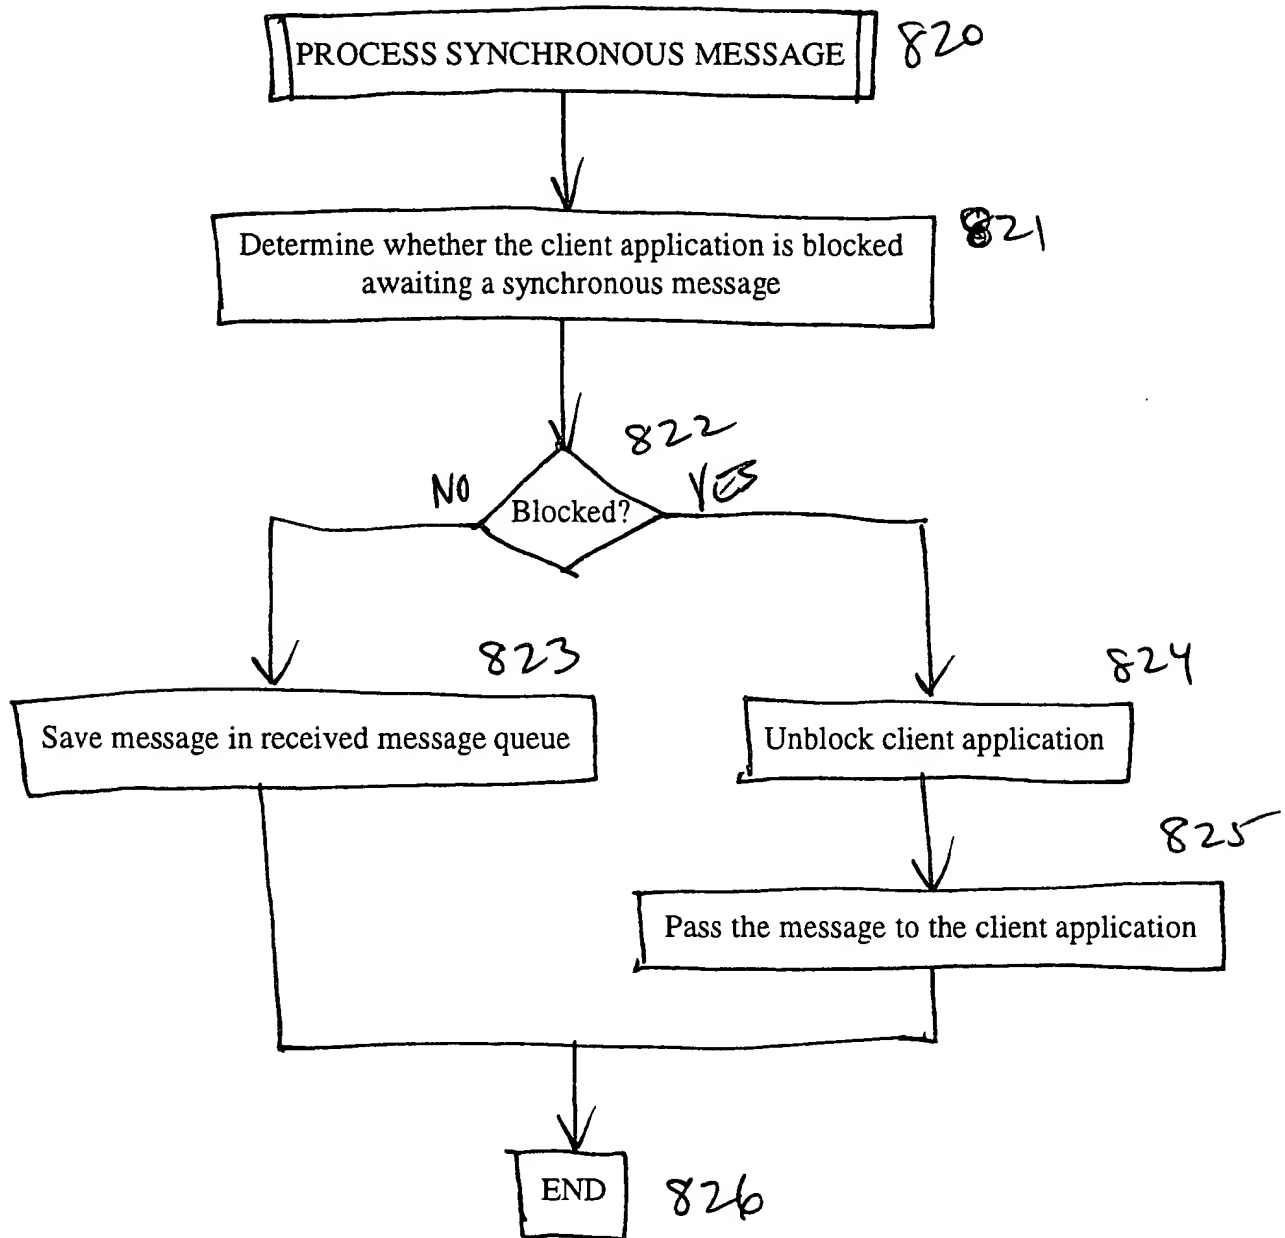 PROCESS SYNCHRONOUS MESSAGE 820
Determine whether the client application is blocked 821
awaiting a synchronous message
822
NO Blocked? YES
823 824
Save message in received message queue Unblock client application
825
Pass the message to the client application
END 826